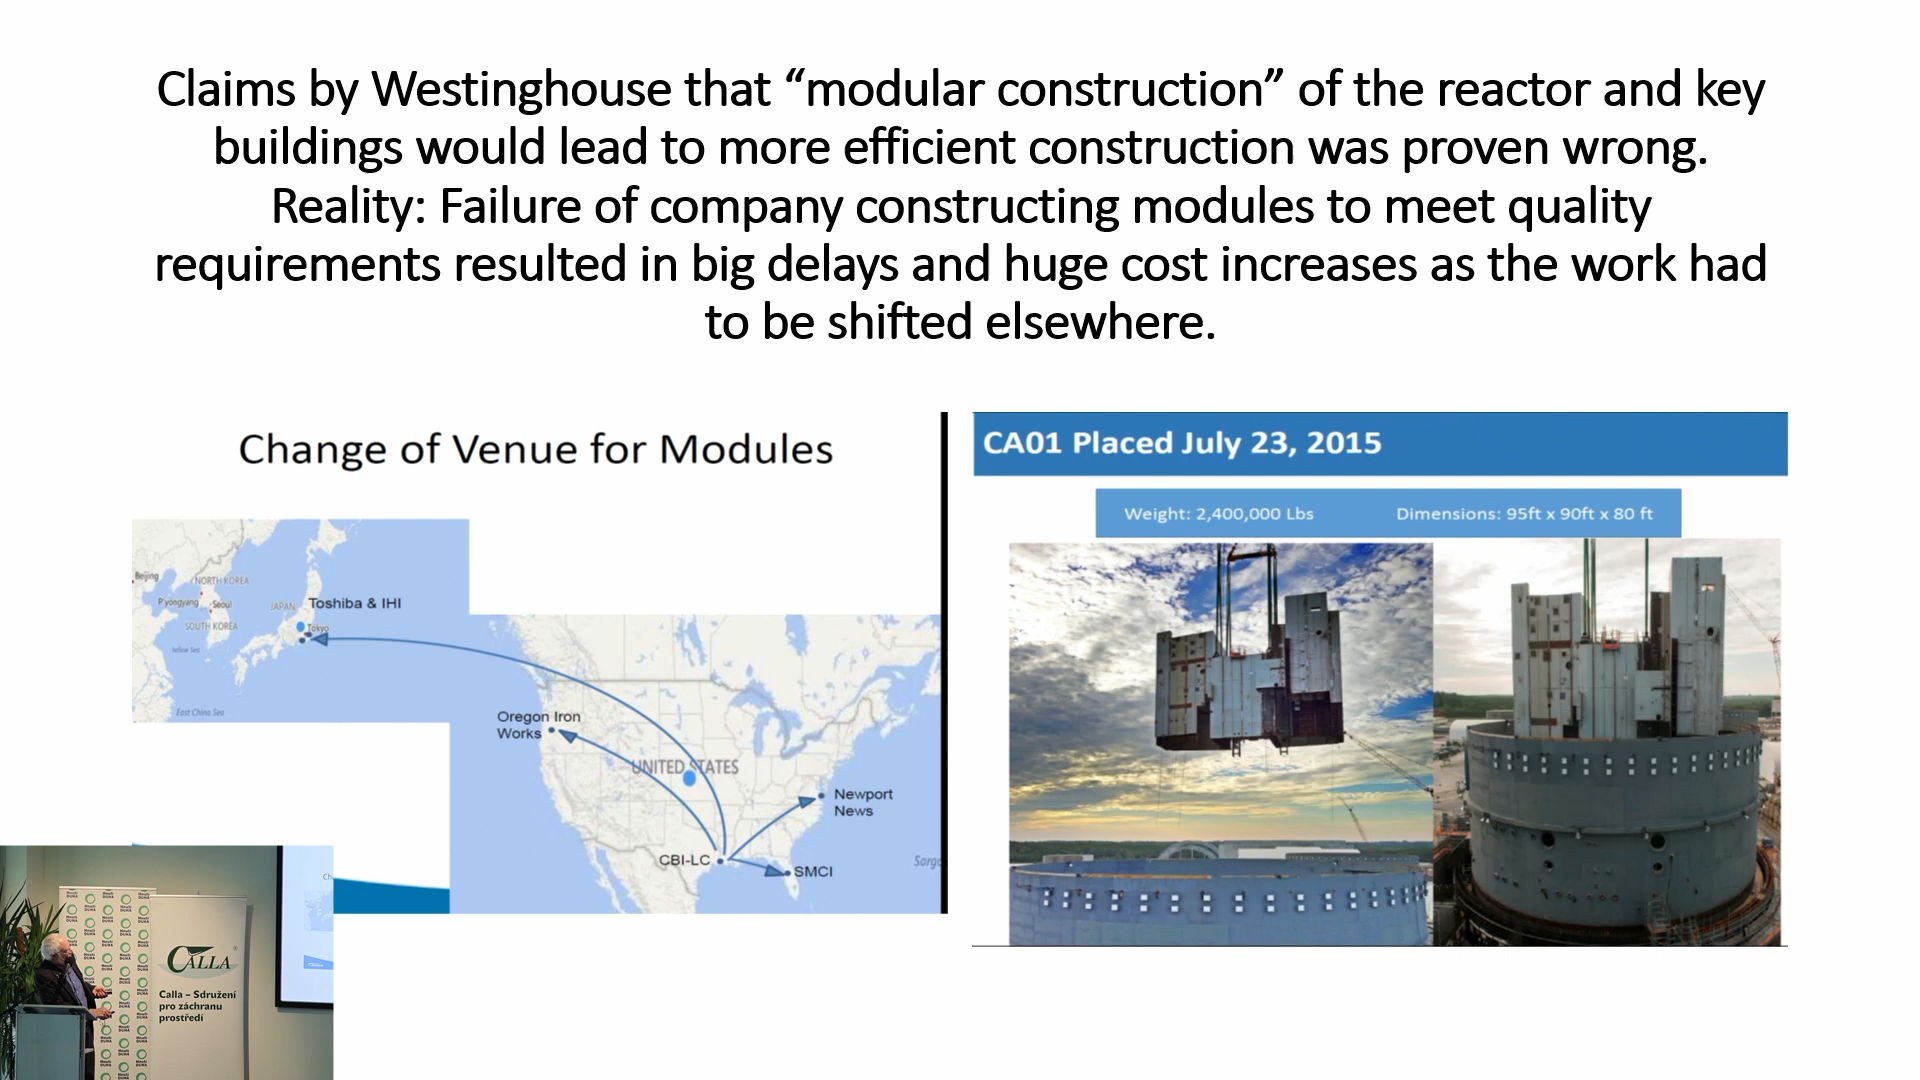 Claims by Westinghouse that “modular construction” of the reactor and key
buildings would lead to more efficient construction was proven wrong.
Reality: Failure of company constructing modules to meet quality
requirements resulted in big delays and huge cost increases as the work had
to be shifted elsewhere.
Change of Venue for Modules
Beijing
NORTH KOREA
P'yongyang
Seoul
JAPAN
Toshiba & IHI
SOUTH KOREA
Tokyo
Yellow Sea
East China Sea
Oregon Iron
Works
UNITED STATES
Newport
News
CBI-LC
SMCI
Sarga
CA01 Placed July 23, 2015
Weight: 2,400,000 Lbs
Dimensions: 95ft x 90ft x 80 ft
CALLA
Calla – Sdružení
pro záchranu
prostředí
Ch
Hnutí
DUHA